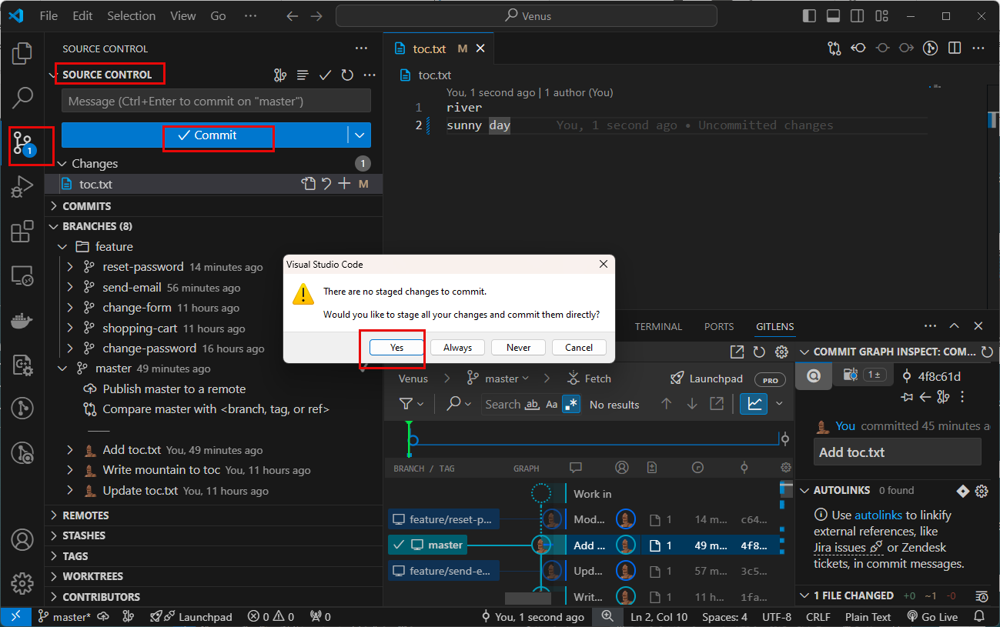 File Edit Selection View Go ··· Venus
SOURCE CONTROL
SOURCE CONTROL
Message (Ctrl+Enter to commit on "master")
Commit
Changes 1
toc.txt M
COMMITS
BRANCHES (8)
feature
reset-password 14 minutes ago
send-email 56 minutes ago
change-form 11 hours ago
shopping-cart 11 hours ago
change-password 16 hours ago
master 49 minutes ago
Publish master to a remote
Compare master with <branch, tag, or ref>
Add toc.txt You, 49 minutes ago
Write mountain to toc You, 11 hours ago
Update toc.txt You, 11 hours ago
REMOTES
STASHES
TAGS
WORKTREES
CONTRIBUTORS
1
toc.txt M
toc.txt
You, 1 second ago | 1 author (You)
1 river
2 sunny day You, 1 second ago • Uncommitted changes
Visual Studio Code
There are no staged changes to commit.
Would you like to stage all your changes and commit them directly?
Yes Always Never Cancel
TERMINAL PORTS GITLENS
Venus master Fetch Launchpad PRO
Search ab Aa .* No results
BRANCH / TAG GRAPH
Work in
feature/reset-p... Mod... 1 14 m... c64...
master Add ... 1 49 m... 4f8...
feature/send-e... Upd... 1 57 m... 3c5...
Writ... 1 11 h... 1fa...
COMMIT GRAPH INSPECT: COM...
1 ± 4f8c61d
You committed 45 minutes a
Add toc.txt
AUTOLINKS 0 found
Use autolinks to linkify
external references, like
Jira issues or Zendesk
tickets, in commit messages.
1 FILE CHANGED +0 ~1 -0
master* Launchpad 0 0 0 You, 1 second ago Ln 2, Col 10 Spaces: 4 UTF-8 CRLF Plain Text Go Live